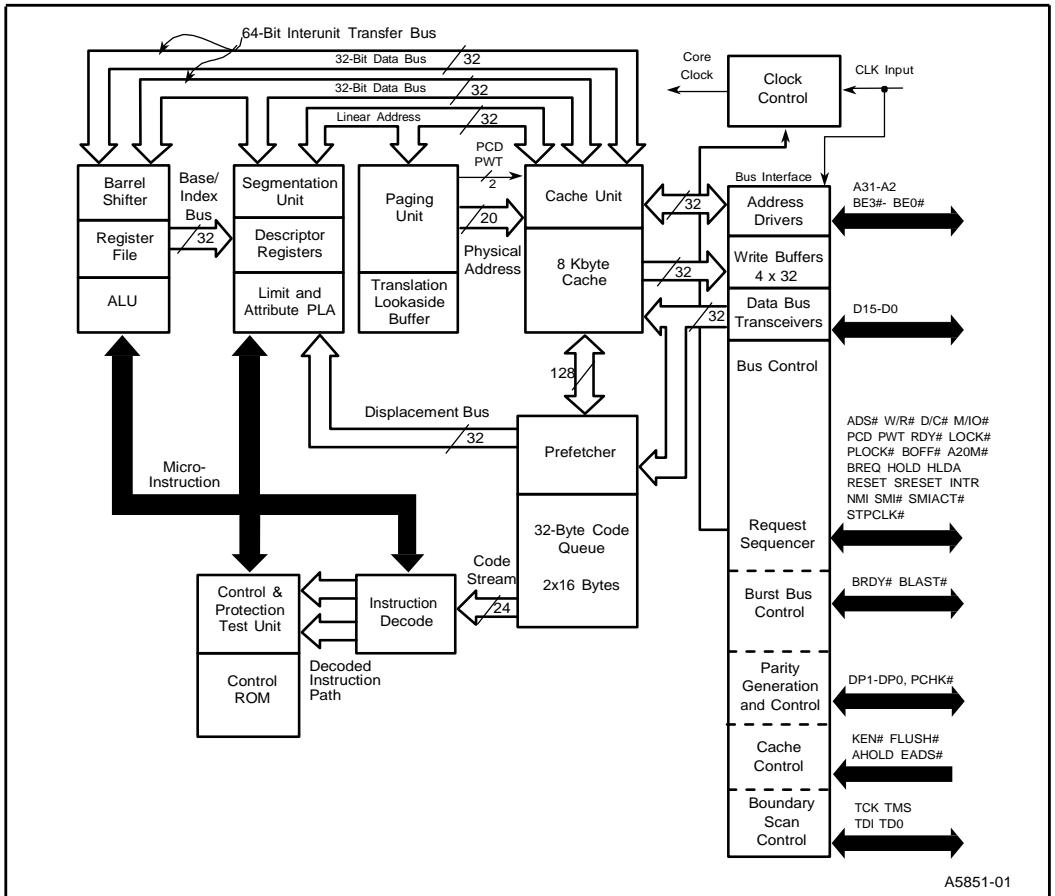 64-Bit Interunit Transfer Bus
32
32-Bit Data Bus
32
32-Bit Data Bus
32
Linear Address
32
Core
Clock
Clock
Control
CLK Input
PCD
PWT
2
Barrel
Shifter
Register
File
ALU
Base/
Index
Bus
32
Segmentation
Unit
Descriptor
Registers
Limit and
Attribute PLA
Paging
Unit
Translation
Lookaside
Buffer
20
Physical
Address
Cache Unit
8 Kbyte
Cache
32
32
32
Bus Interface
Address
Drivers
Write Buffers
4 x 32
Data Bus
Transceivers
Bus Control
Request
Sequencer
Burst Bus
Control
Parity
Generation
and Control
Cache
Control
Boundary
Scan
Control
A31-A2
BE3#- BE0#
D15-D0
ADS# W/R# D/C# M/IO#
PCD PWT RDY# LOCK#
PLOCK# BOFF# A20M#
BREQ HOLD HLDA
RESET SRESET INTR
NMI SMI# SMIACT#
STPCLK#
BRDY# BLAST#
DP1-DP0, PCHK#
KEN# FLUSH#
AHOLD EADS#
TCK TMS
TDI TD0
128
Displacement Bus
32
Prefetcher
32-Byte Code
Queue
2x16 Bytes
Micro-
Instruction
Code
Stream
24
Control &
Protection
Test Unit
Control
ROM
Instruction
Decode
Decoded
Instruction
Path
A5851-01